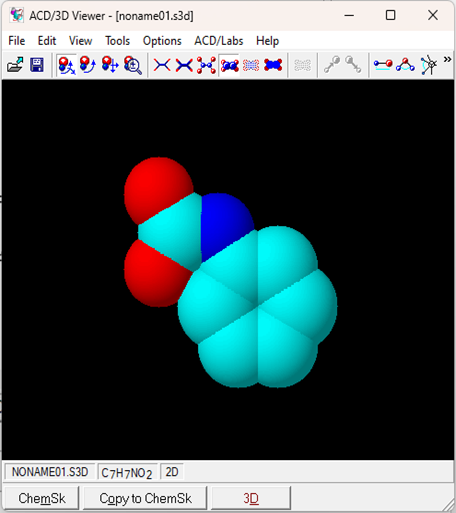 ACD/3D Viewer - [noname01.s3d]
File Edit View Tools Options ACD/Labs Help
NONAME01.S3D C7H7NO2 2D
ChemSk Copy to ChemSk 3D